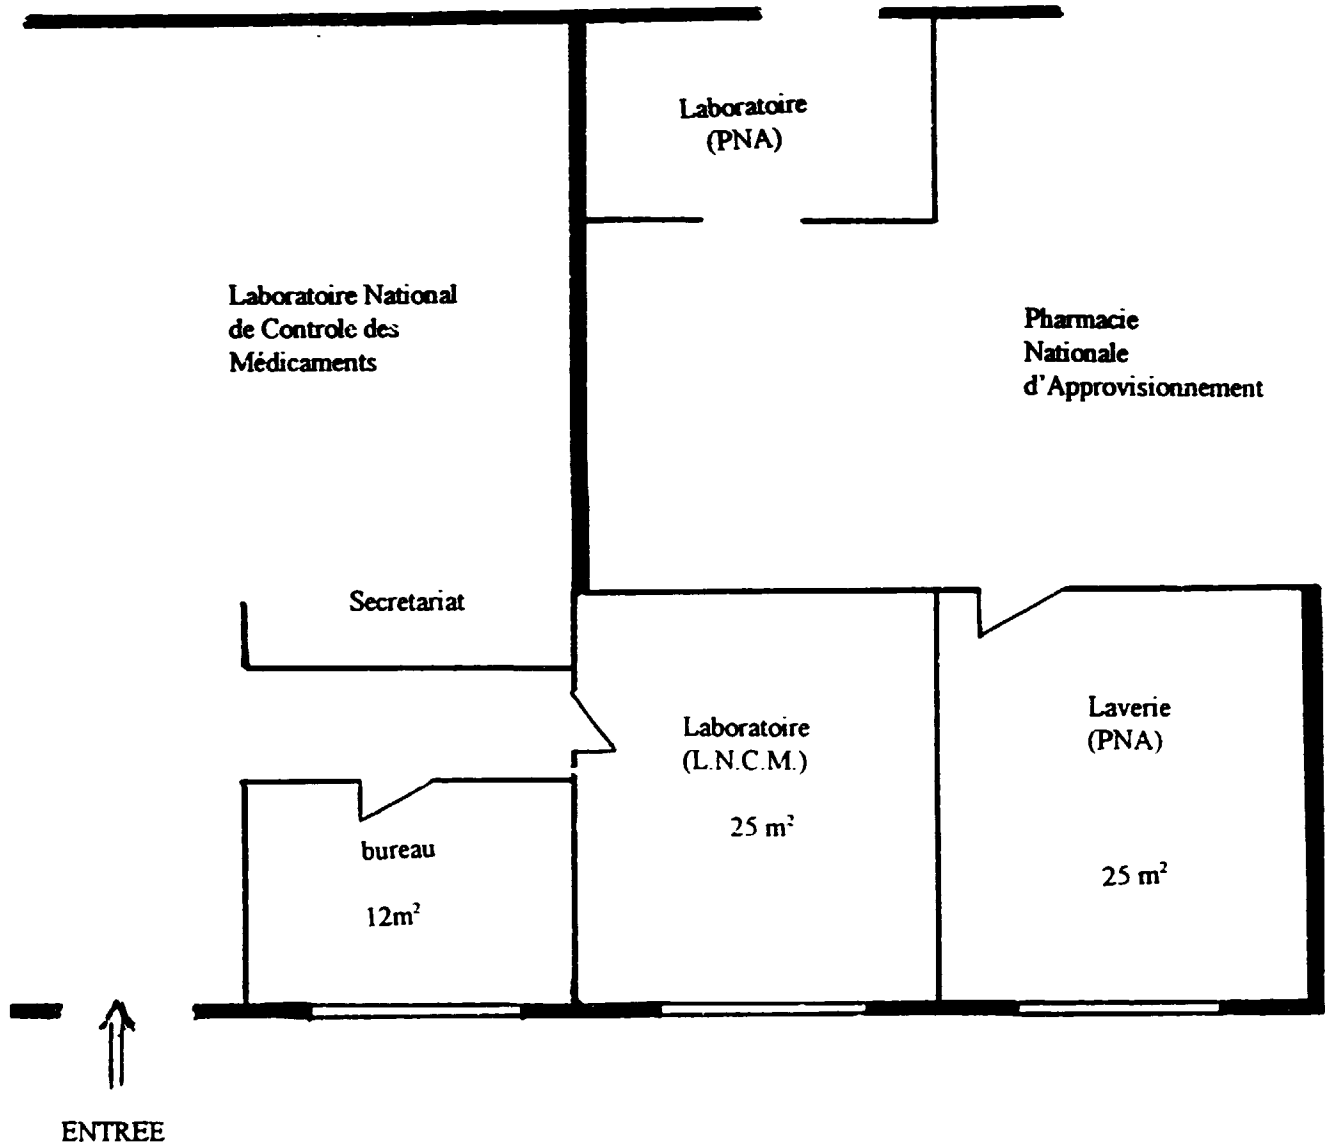 Laboratoire
(PNA)
Laboratoire National
de Controle des
Médicaments
Pharmacie
Nationale
d'Approvisionnement
Secretariat
Laboratoire
(L.N.C.M.)
25 m²
Laverie
(PNA)
25 m²
bureau
12m²
ENTREE